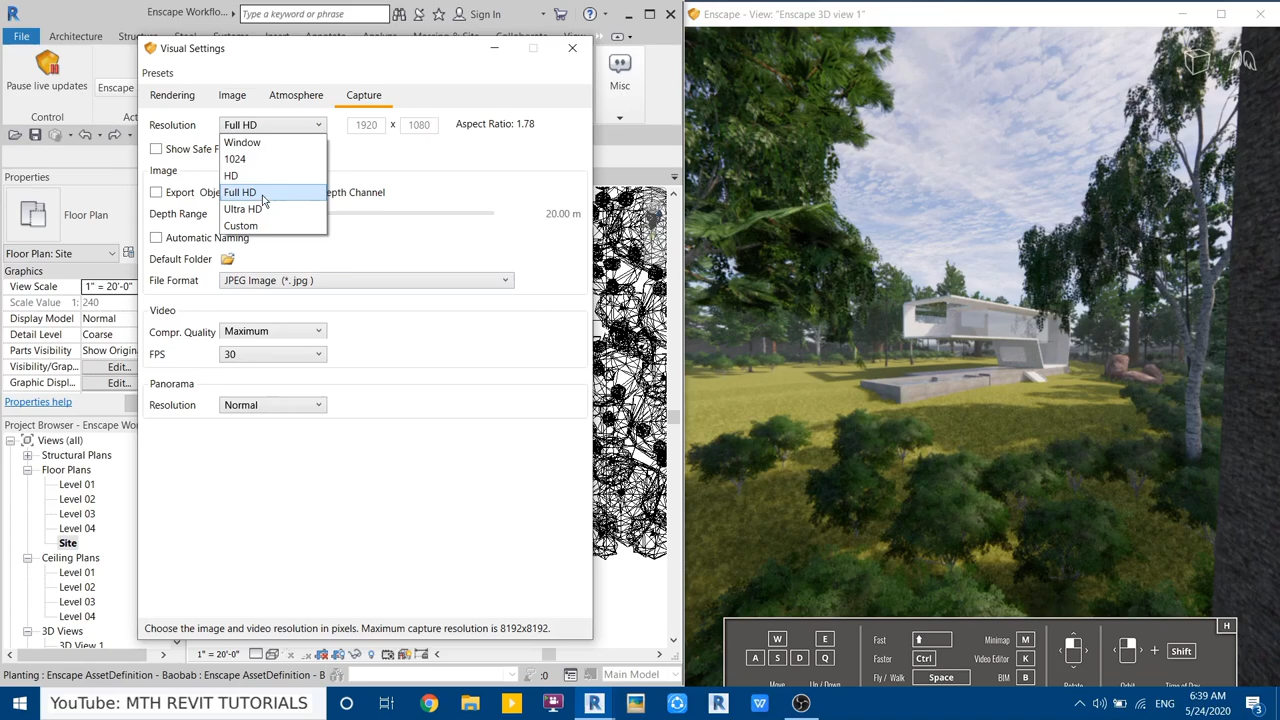 Enscape Workflo...
Type a keyword or phrase
Sign In
Enscape - View: "Enscape 3D view 1"
File
Architecture
Visual Settings
Presets
Pause live updates
Enscape
Control
Misc
Rendering
Image
Atmosphere
Capture
Resolution
Full HD
1920
x
1080
Aspect Ratio: 1.78
Window
1024
HD
Full HD
Ultra HD
Custom
Show Safe F
Image
Export
epth Channel
Depth Range
20.00 m
Automatic Naming
Default Folder
File Format
JPEG Image (*. jpg )
Video
Compr. Quality
Maximum
FPS
30
Panorama
Resolution
Normal
Choose the image and video resolution in pixels. Maximum capture resolution is 8192x8192.
Properties
Floor Plan
Floor Plan: Site
Graphics
View Scale
1" = 20'-0"
Scale Value 1:
240
Display Model
Normal
Detail Level
Coarse
Parts Visibility
Show Origin
Visibility/Grap
Edit...
Graphic Displ...
Edit...
Properties help
Project Browser - Enscape Wo
Views (all)
Structural Plans
Floor Plans
Level 01
Level 02
Level 03
Level 04
Site
Ceiling Plans
Level 01
Level 02
Level 03
Level 04
3D Views
3D View 1
1" = 20'-0"
Planting : Enscape AssetDefinition - Baobab : Enscape AssetDefinition - B
:0
Main Model
H
W
E
A
S
D
Q
Fast
Faster
Ctrl
Fly / Walk
Space
Minimap
M
Video Editor
K
BIM
B
+
Shift
YouTube: MTH REVIT TUTORIALS
ENG
6:39 AM
5/24/2020
3